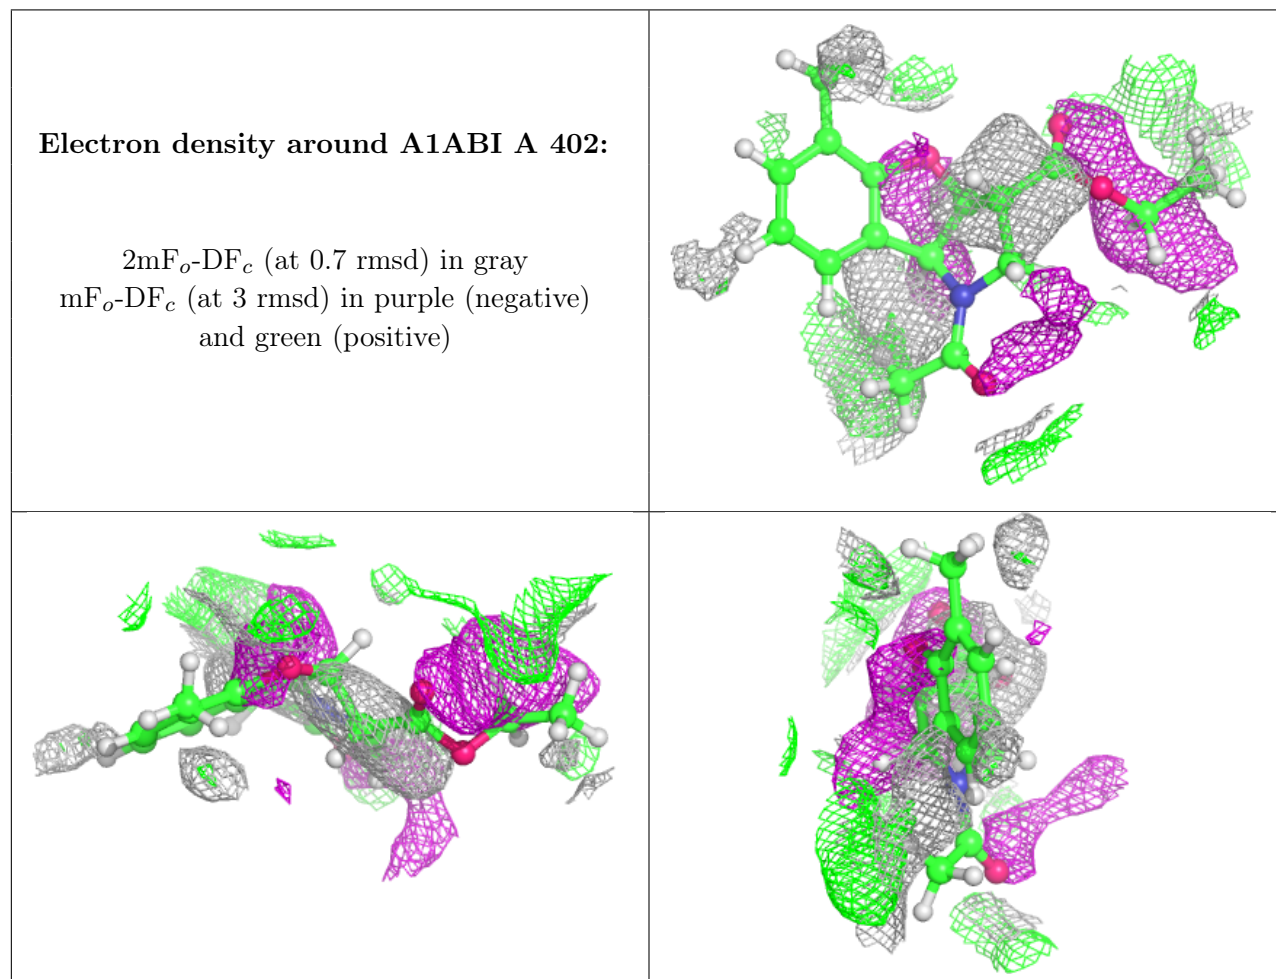 Electron density around A1ABI A 402:
2mFo-DFc (at 0.7 rmsd) in gray
mFo-DFc (at 3 rmsd) in purple (negative)
and green (positive)